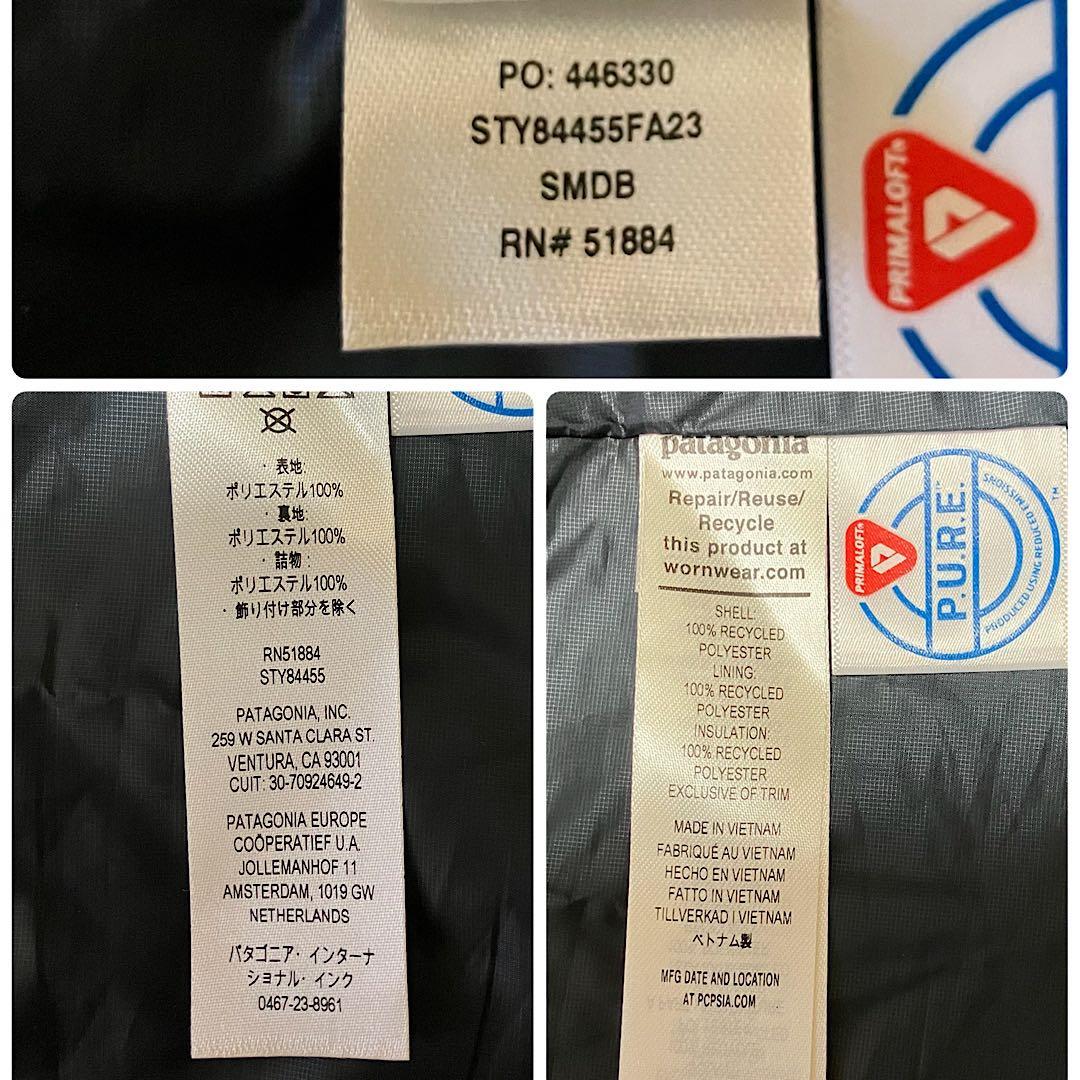 PO: 446330
STY84455FA23
SMDB
RN# 51884
PRIMALOFT®
・表地:
ポリエステル100%
・裏地:
ポリエステル100%
・詰物:
ポリエステル100%
・飾り付け部分を除く
RN51884
STY84455
PATAGONIA, INC.
259 W SANTA CLARA ST.
VENTURA, CA 93001
CUIT: 30-70924649-2
PATAGONIA EUROPE
COÖPERATIEF U.A.
JOLLEMANHOF 11
AMSTERDAM, 1019 GW
NETHERLANDS
パタゴニア・インターナ
ショナル・インク
0467-23-8961
patagonia
www.patagonia.com
Repair/Reuse/
Recycle
this product at
wornwear.com
SHELL:
100% RECYCLED
POLYESTER
LINING:
100% RECYCLED
POLYESTER
INSULATION:
100% RECYCLED
POLYESTER
EXCLUSIVE OF TRIM
MADE IN VIETNAM
FABRIQUÉ AU VIETNAM
HECHO EN VIETNAM
FATTO IN VIETNAM
TILLVERKAD I VIETNAM
ベトナム製
MFG DATE AND LOCATION
AT PCPSIA.COM
PRIMALOFT®
P.U.R.E.™
PRODUCED USING REDUCED EMISSIONS
™